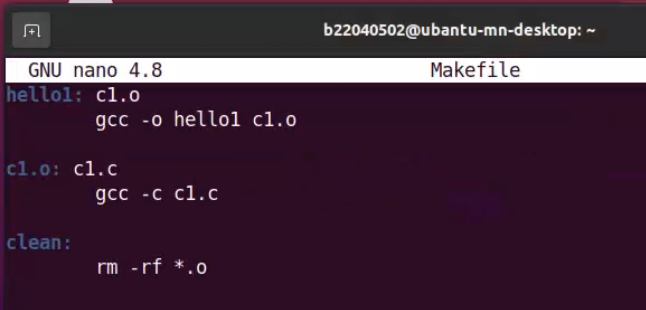 b22040502@ubantu-mn-desktop: ~
GNU nano 4.8 Makefile
hello1: c1.o
gcc -o hello1 c1.o
c1.o: c1.c
gcc -c c1.c
clean:
rm -rf *.o